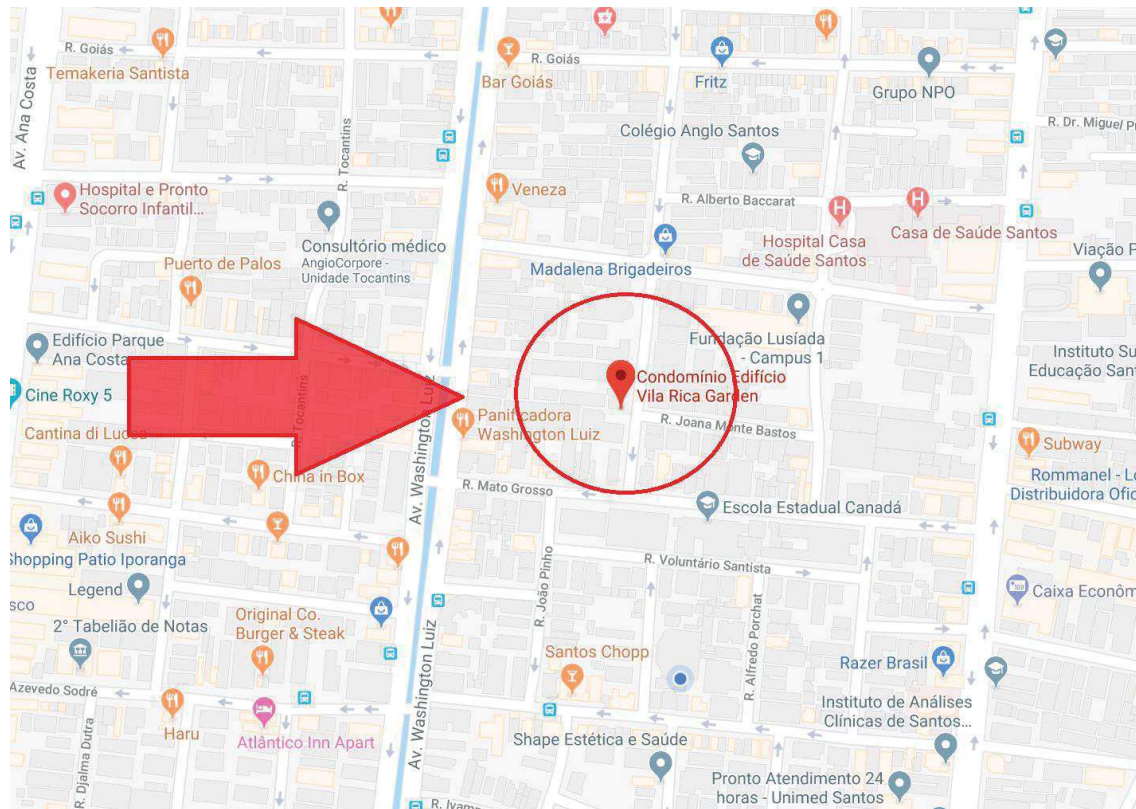 R. Goiás
Temakeria Santista
Av. Ana Costa
R. Tocantins
Bar Goiás
R. Goiás
Fritz
Grupo NPO
Colégio Anglo Santos
R. Dr. Miguel
Hospital e Pronto
Socorro Infantil...
Veneza
R. Alberto Baccarat
Hospital Casa
de Saúde Santos
Casa de Saúde Santos
Consultório médico
AngioCorpore -
Unidade Tocantins
Puerto de Palos
Madalena Brigadeiros
Viação
Edifício Parque
Ana Costa
Fundação Lusíada
- Campus 1
Instituto
Educação
Cine Roxy 5
Condomínio Edifício
Vila Rica Garden
R. Tocantins
Av. Washington Luiz
Panificadora
Washington Luiz
R. Joana Monte Bastos
Cantina di Lucca
China in Box
Subway
R. Mato Grosso
Rommanel -
Distribuidora
Escola Estadual Canadá
Aiko Sushi
Shopping Patio Iporanga
R. João Pinho
R. Voluntário Santista
Legend
Caixa
Original Co.
Burger & Steak
2° Tabelião de Notas
Av. Washington Luiz
Santos Chopp
R. Alfredo Porchat
Razer Brasil
Azevedo Sodré
Instituto de Análises
Clínicas de Santos...
Haru
Atlântico Inn Apart
R. Djalma Dutra
Av. Washington Luiz
Shape Estética e Saúde
Pronto Atendimento 24
horas - Unimed Santos